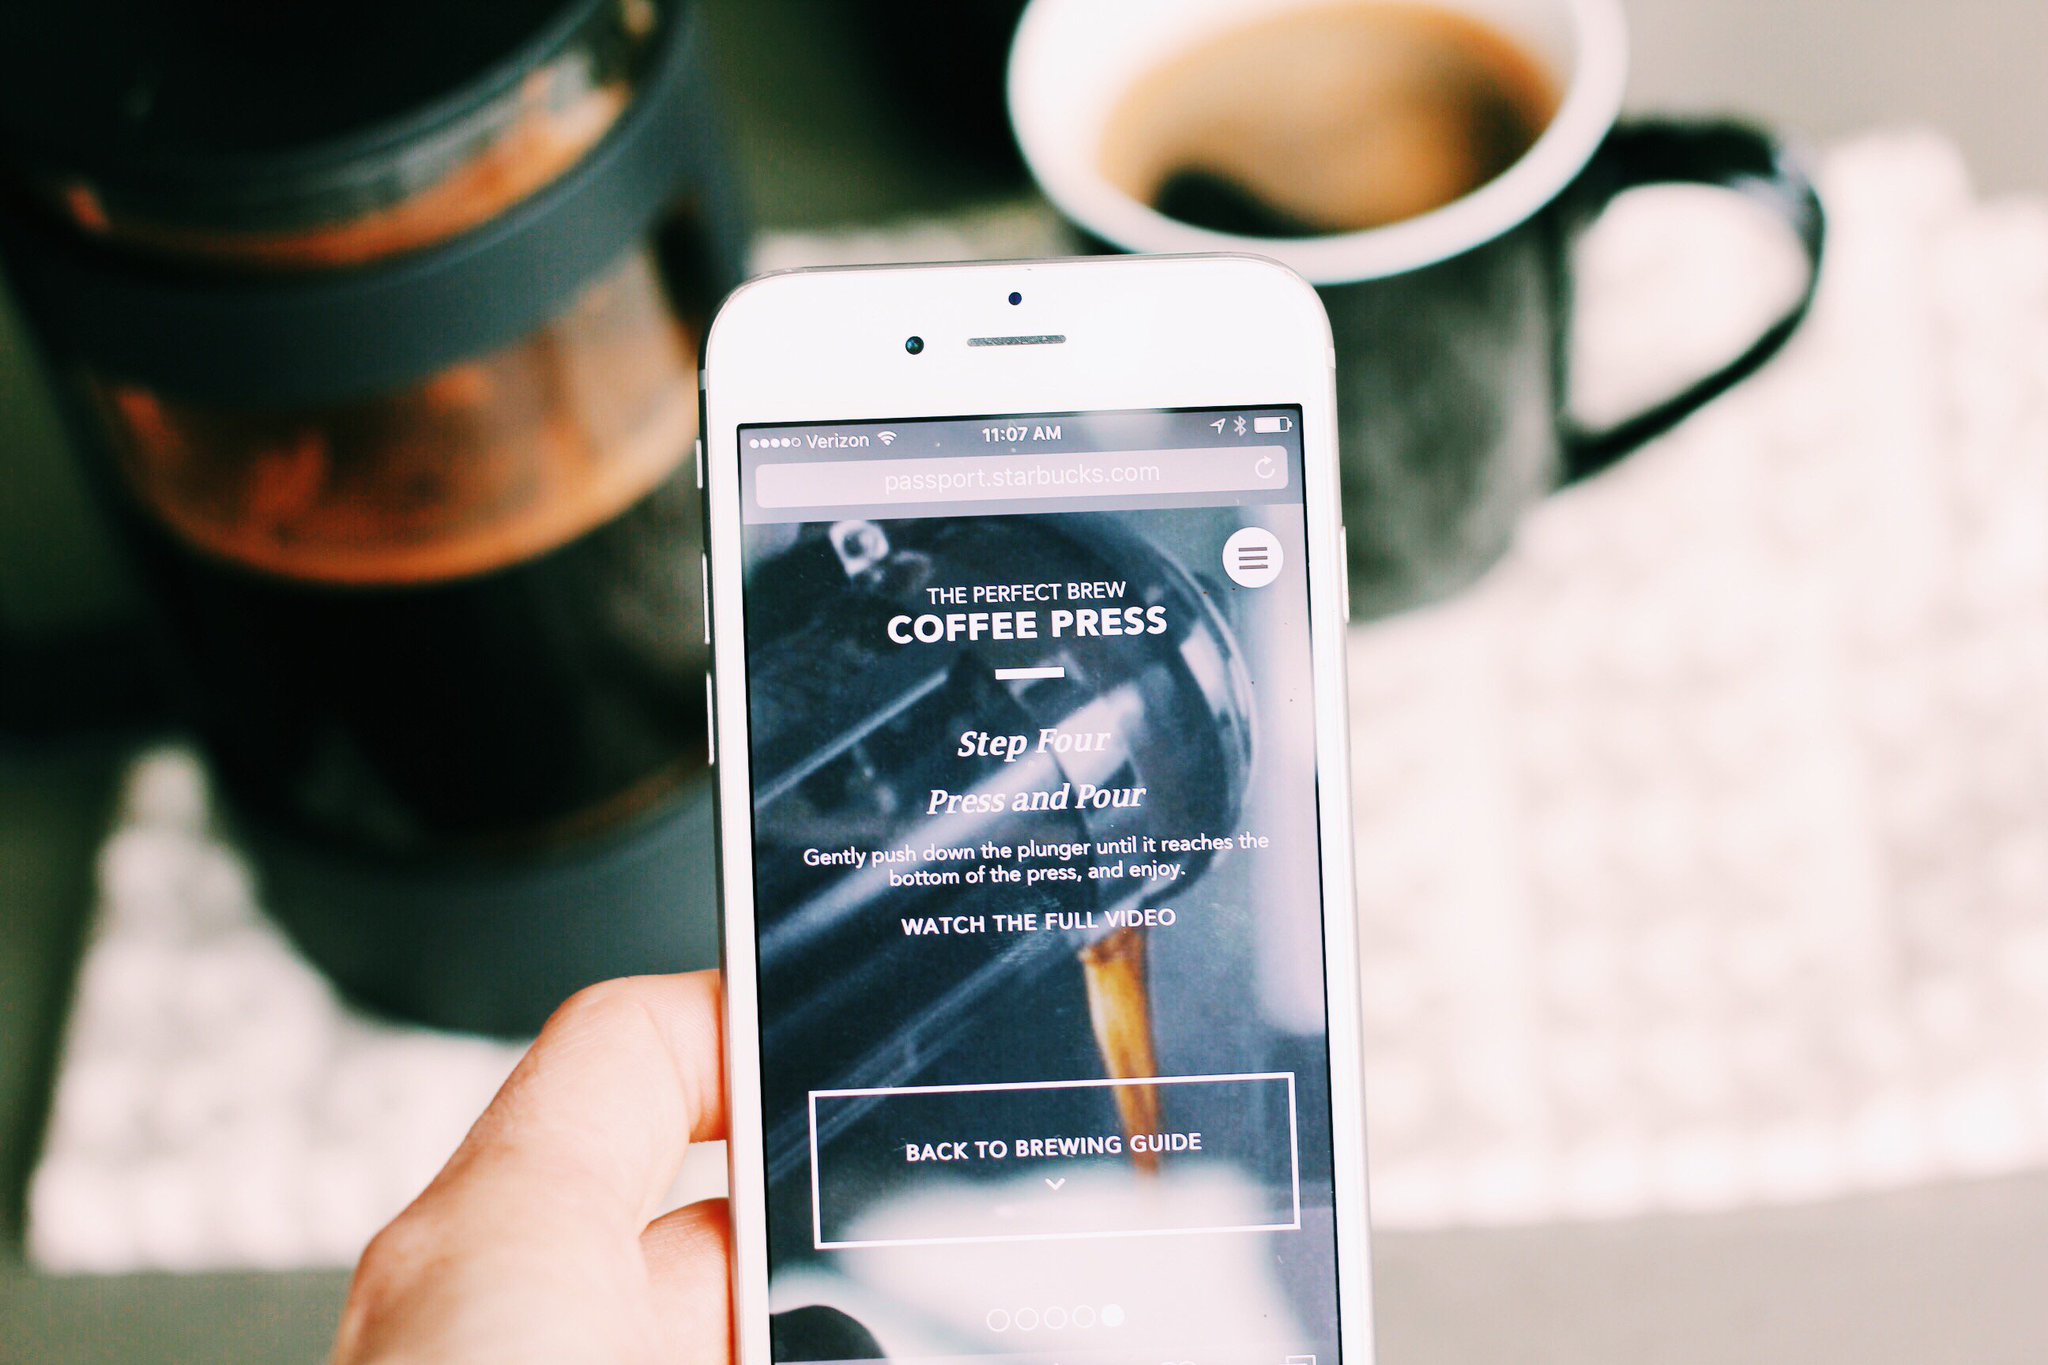 Verizon 11:07 AM
passport.starbucks.com
THE PERFECT BREW
COFFEE PRESS
Step Four
Press and Pour
Gently push down the plunger until it reaches the
bottom of the press, and enjoy.
WATCH THE FULL VIDEO
BACK TO BREWING GUIDE